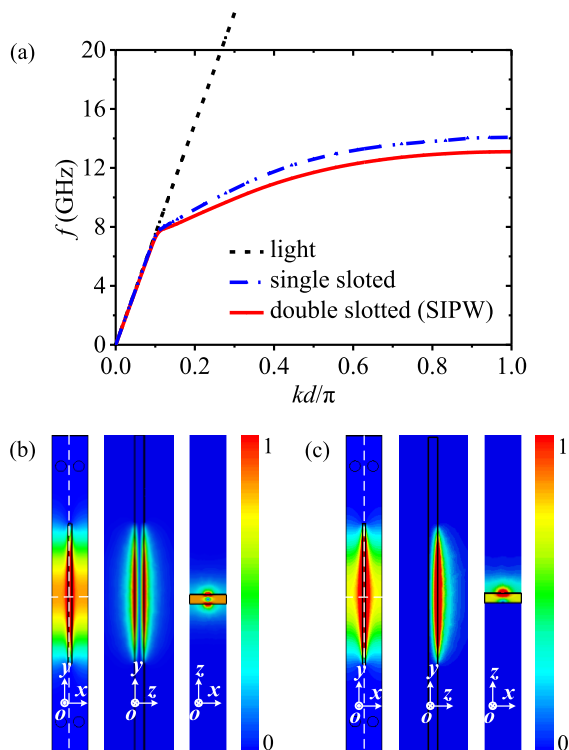 (a)
20
16
12
8
4
0
f (GHz)
light
single sloted
double slotted (SIPW)
0.0 0.2 0.4 0.6 0.8 1.0
kd/π
(b) 1 (c) 1
y y z y y z
o x o z o x o x o z o x
0 0